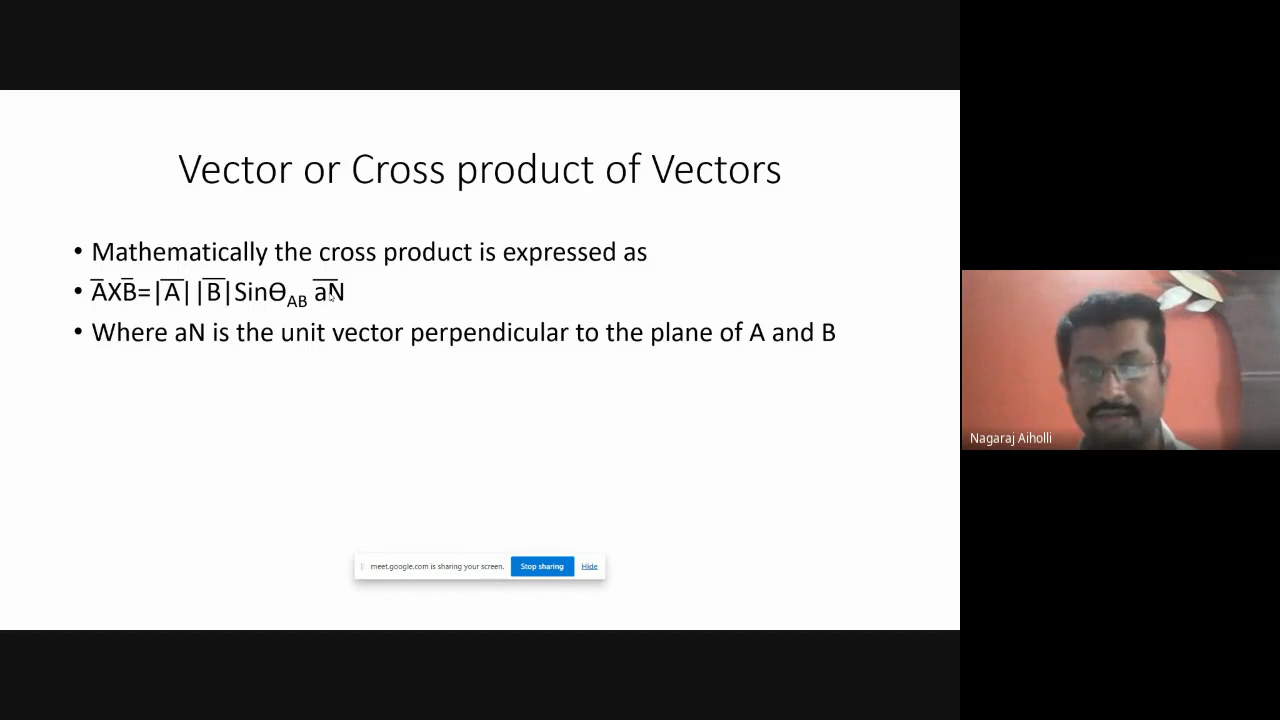 Vector or Cross product of Vectors
• Mathematically the cross product is expressed as
• A̅XB̅=|A̅||B̅|SinϴAB a̅N̅
• Where aN is the unit vector perpendicular to the plane of A and B
meet.google.com is sharing your screen. Stop sharing Hide
Nagaraj Aiholli